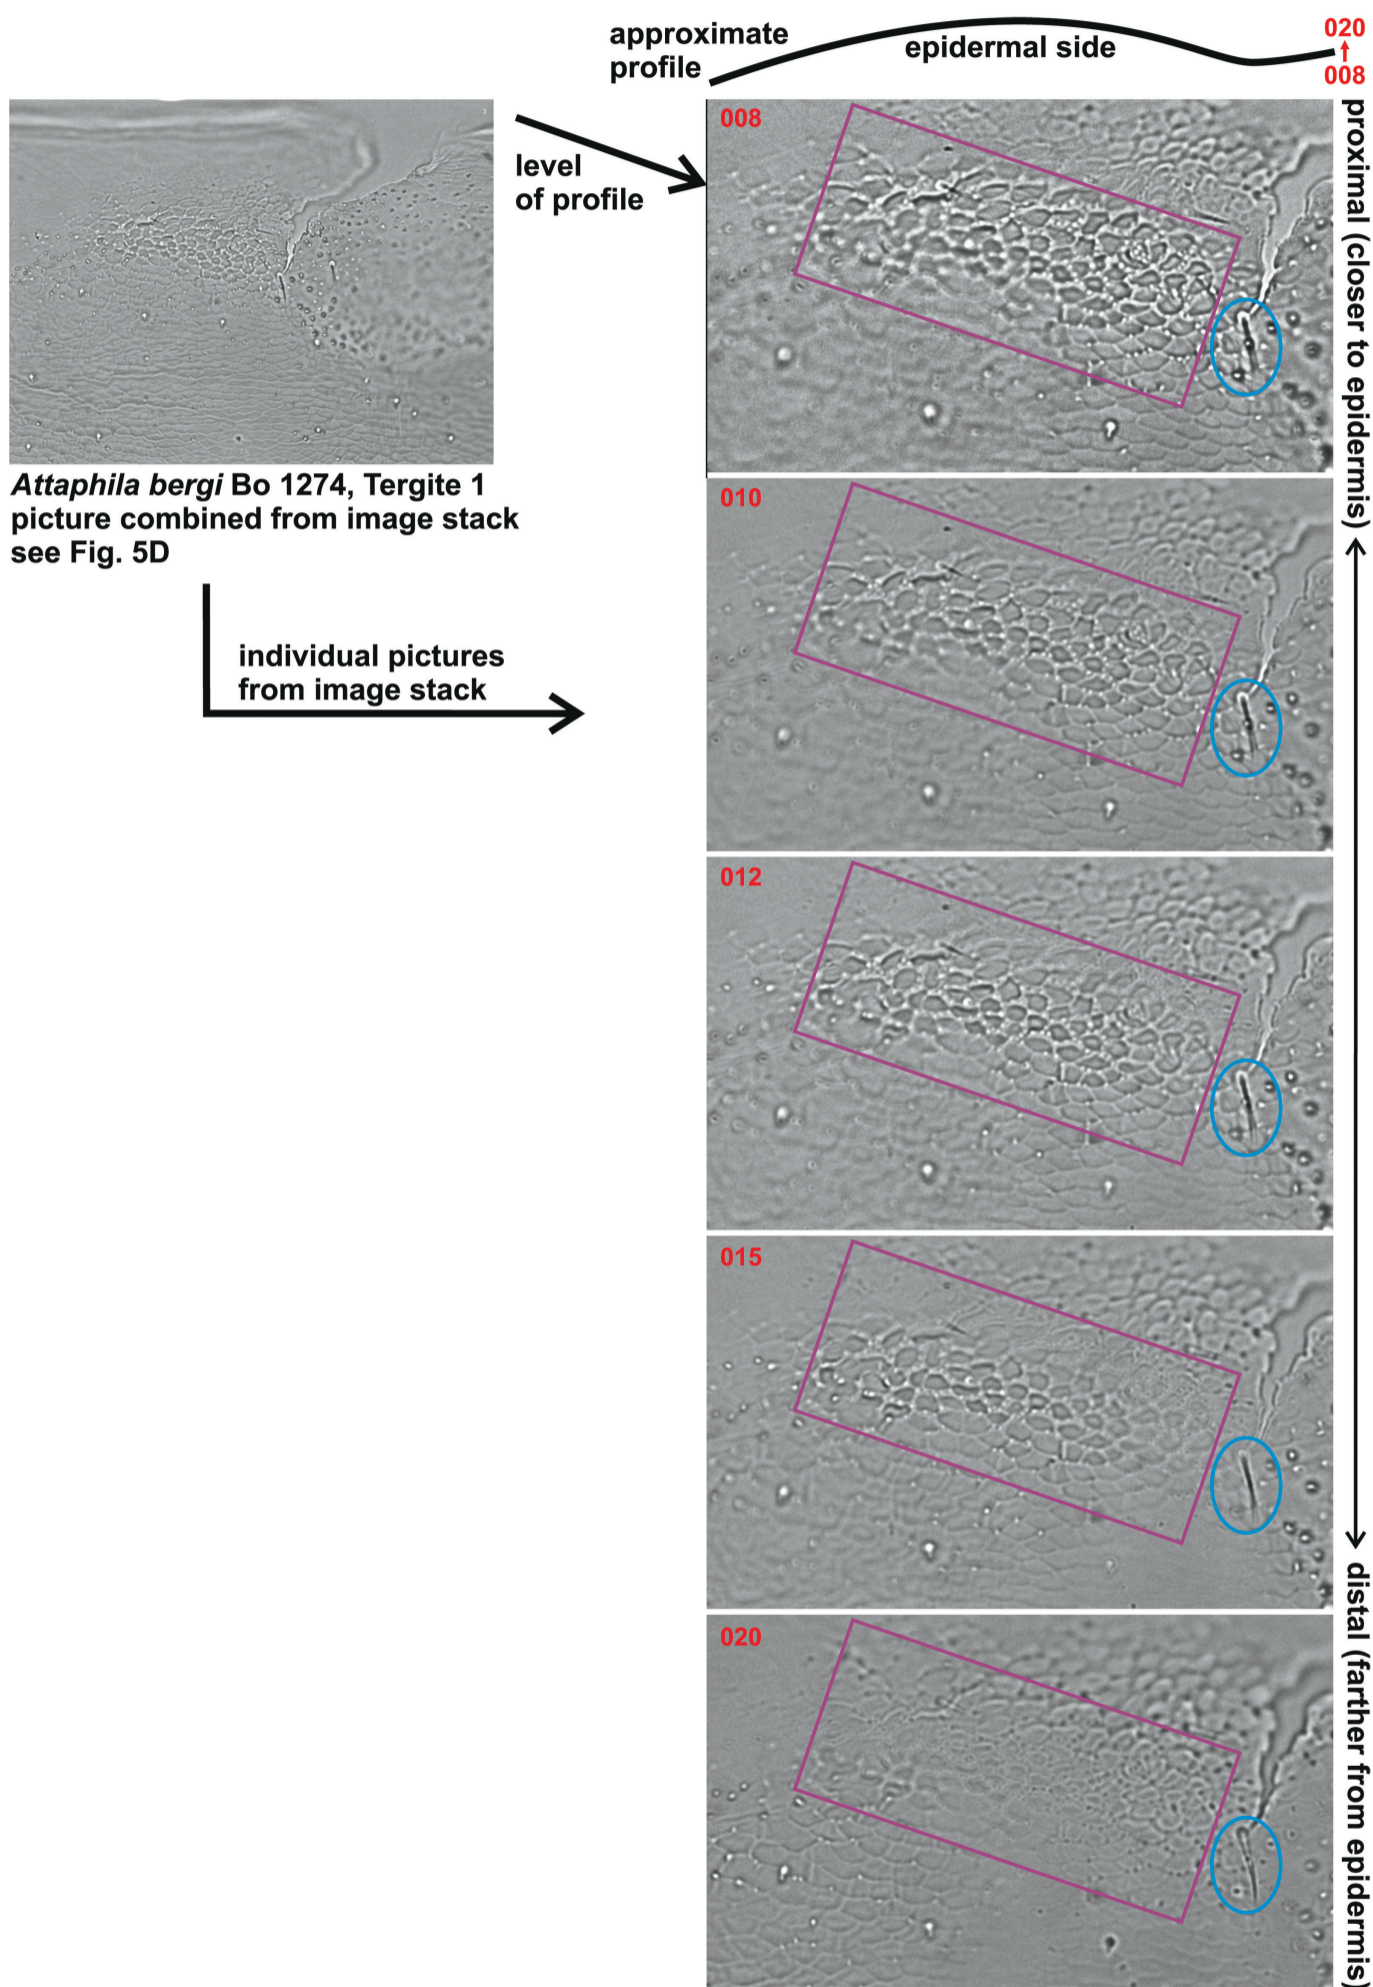 approximate
profile
epidermal side
020
008
level
of profile
008
proximal (closer to epidermis)
Attaphila bergi Bo 1274, Tergite 1
picture combined from image stack
see Fig. 5D
010
individual pictures
from image stack
012
015
distal (farther from epidermis)
020